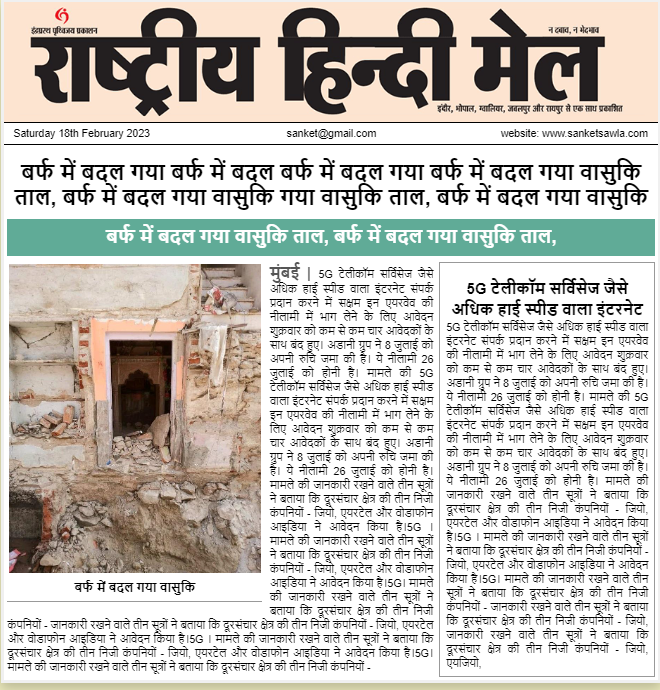 इंद्रप्रस्थ पृथ्विजय प्रकाशन
न दबाव, न भेदभाव
राष्ट्रीय हिन्दी मेल
इंदौर, भोपाल, ग्वालियर, जबलपुर और रायपुर से एक साथ प्रकाशित
Saturday 18th February 2023 sanket@gmail.com website: www.sanketsawla.com
बर्फ में बदल गया बर्फ में बदल बर्फ में बदल गया बर्फ में बदल गया वासुकि
ताल, बर्फ में बदल गया वासुकि गया वासुकि ताल, बर्फ में बदल गया वासुकि
बर्फ में बदल गया वासुकि ताल, बर्फ में बदल गया वासुकि ताल,
बर्फ में बदल गया वासुकि
मुंबई | 5G टेलीकॉम सर्विसेज जैसे
अधिक हाई स्पीड वाला इंटरनेट संपर्क
प्रदान करने में सक्षम इन एयरवेव की
नीलामी में भाग लेने के लिए आवेदन
शुक्रवार को कम से कम चार आवेदकों के
साथ बंद हुए। अडानी ग्रुप ने 8 जुलाई को
अपनी रुचि जमा की है। ये नीलामी 26
जुलाई को होनी है। मामले की 5G
टेलीकॉम सर्विसेज जैसे अधिक हाई स्पीड
वाला इंटरनेट संपर्क प्रदान करने में सक्षम
इन एयरवेव की नीलामी में भाग लेने के
लिए आवेदन शुक्रवार को कम से कम
चार आवेदकों के साथ बंद हुए। अडानी
ग्रुप ने 8 जुलाई को अपनी रुचि जमा की
है। ये नीलामी 26 जुलाई को होनी है।
मामले की जानकारी रखने वाले तीन सूत्रों
ने बताया कि दूरसंचार क्षेत्र की तीन निजी
कंपनियों - जियो, एयरटेल और वोडाफोन
आइडिया ने आवेदन किया है।5G ।
मामले की जानकारी रखने वाले तीन सूत्रों
ने बताया कि दूरसंचार क्षेत्र की तीन निजी
कंपनियों - जियो, एयरटेल और वोडाफोन
आइडिया ने आवेदन किया है।5G। मामले
की जानकारी रखने वाले तीन सूत्रों ने
बताया कि दूरसंचार क्षेत्र की तीन निजी
कंपनियों - जानकारी रखने वाले तीन सूत्रों ने बताया कि दूरसंचार क्षेत्र की तीन निजी कंपनियों - जियो, एयरटेल
और वोडाफोन आइडिया ने आवेदन किया है।5G । मामले की जानकारी रखने वाले तीन सूत्रों ने बताया कि
दूरसंचार क्षेत्र की तीन निजी कंपनियों - जियो, एयरटेल और वोडाफोन आइडिया ने आवेदन किया है।5G।
मामले की जानकारी रखने वाले तीन सूत्रों ने बताया कि दूरसंचार क्षेत्र की तीन निजी कंपनियों -
5G टेलीकॉम सर्विसेज जैसे
अधिक हाई स्पीड वाला इंटरनेट
5G टेलीकॉम सर्विसेज जैसे अधिक हाई स्पीड वाला
इंटरनेट संपर्क प्रदान करने में सक्षम इन एयरवेव
की नीलामी में भाग लेने के लिए आवेदन शुक्रवार
को कम से कम चार आवेदकों के साथ बंद हुए।
अडानी ग्रुप ने 8 जुलाई को अपनी रुचि जमा की है।
ये नीलामी 26 जुलाई को होनी है। मामले की 5G
टेलीकॉम सर्विसेज जैसे अधिक हाई स्पीड वाला
इंटरनेट संपर्क प्रदान करने में सक्षम इन एयरवेव
की नीलामी में भाग लेने के लिए आवेदन शुक्रवार
को कम से कम चार आवेदकों के साथ बंद हुए।
अडानी ग्रुप ने 8 जुलाई को अपनी रुचि जमा की है।
ये नीलामी 26 जुलाई को होनी है। मामले की
जानकारी रखने वाले तीन सूत्रों ने बताया कि
दूरसंचार क्षेत्र की तीन निजी कंपनियों - जियो,
एयरटेल और वोडाफोन आइडिया ने आवेदन किया
है।5G । मामले की जानकारी रखने वाले तीन सूत्रों
ने बताया कि दूरसंचार क्षेत्र की तीन निजी कंपनियों -
जियो, एयरटेल और वोडाफोन आइडिया ने आवेदन
किया है।5G। मामले की जानकारी रखने वाले तीन
सूत्रों ने बताया कि दूरसंचार क्षेत्र की तीन निजी
कंपनियों - जानकारी रखने वाले तीन सूत्रों ने बताया
कि दूरसंचार क्षेत्र की तीन निजी कंपनियों - जियो,
जानकारी रखने वाले तीन सूत्रों ने बताया कि
दूरसंचार क्षेत्र की तीन निजी कंपनियों - जियो,
एयजियो,